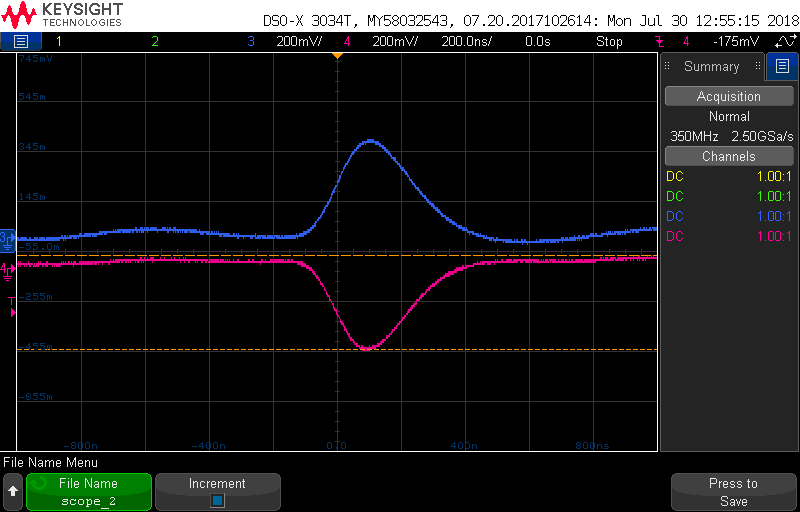 KEYSIGHT
TECHNOLOGIES
DSO-X 3034T, MY58032543, 07.20.2017102614: Mon Jul 30 12:55:15 2018
1 2 3 200mV/ 4 200mV/ 200.0ns/ 0.0s Stop 4 -175mV
745mV
545m
345m
145m
-55.0m
-255m
-455m
-655m
3
4
T
-800n -400n 0.0 400n 800ns
Summary
Acquisition
Normal
350MHz 2.50GSa/s
Channels
DC 1.00:1
DC 1.00:1
DC 1.00:1
DC 1.00:1
File Name Menu
File Name
scope_2
Increment
Press to
Save